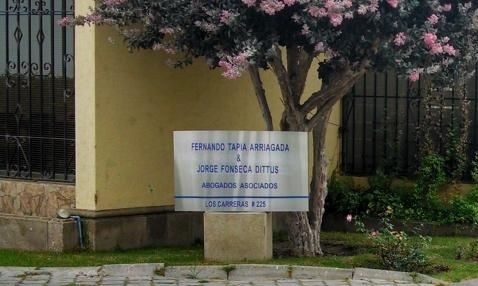 FERNANDO TAPIA ARRIAGADA
&
JORGE FONSECA DITTUS
ABOGADOS ASOCIADOS
LOS CARRERAS # 225